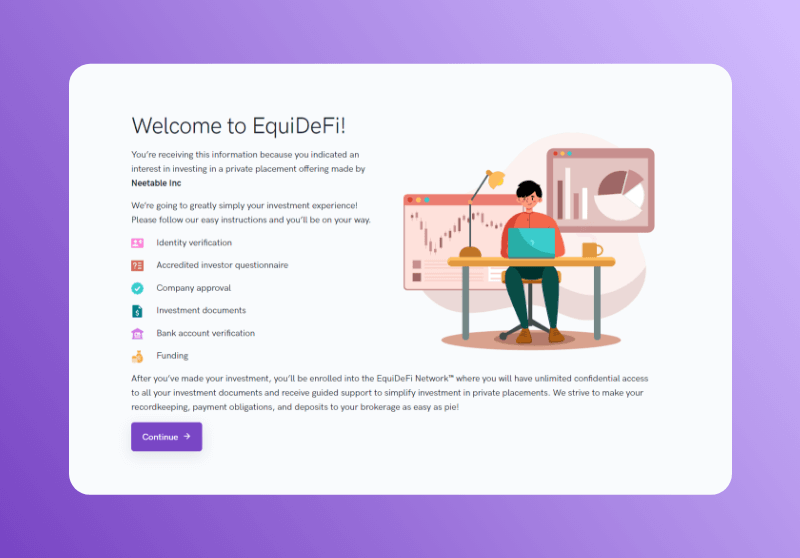 Welcome to EquiDeFi!
You're receiving this information because you indicated an
interest in investing in a private placement offering made by
Neetable Inc
We're going to greatly simply your investment experience!
Please follow our easy instructions and you'll be on your way.
Identity verification
Accredited investor questionnaire
Company approval
Investment documents
Bank account verification
Funding
After you've made your investment, you'll be enrolled into the EquiDeFi Network™ where you will have unlimited confidential access
to all your investment documents and receive guided support to simplify investment in private placements. We strive to make your
recordkeeping, payment obligations, and deposits to your brokerage as easy as pie!
Continue →